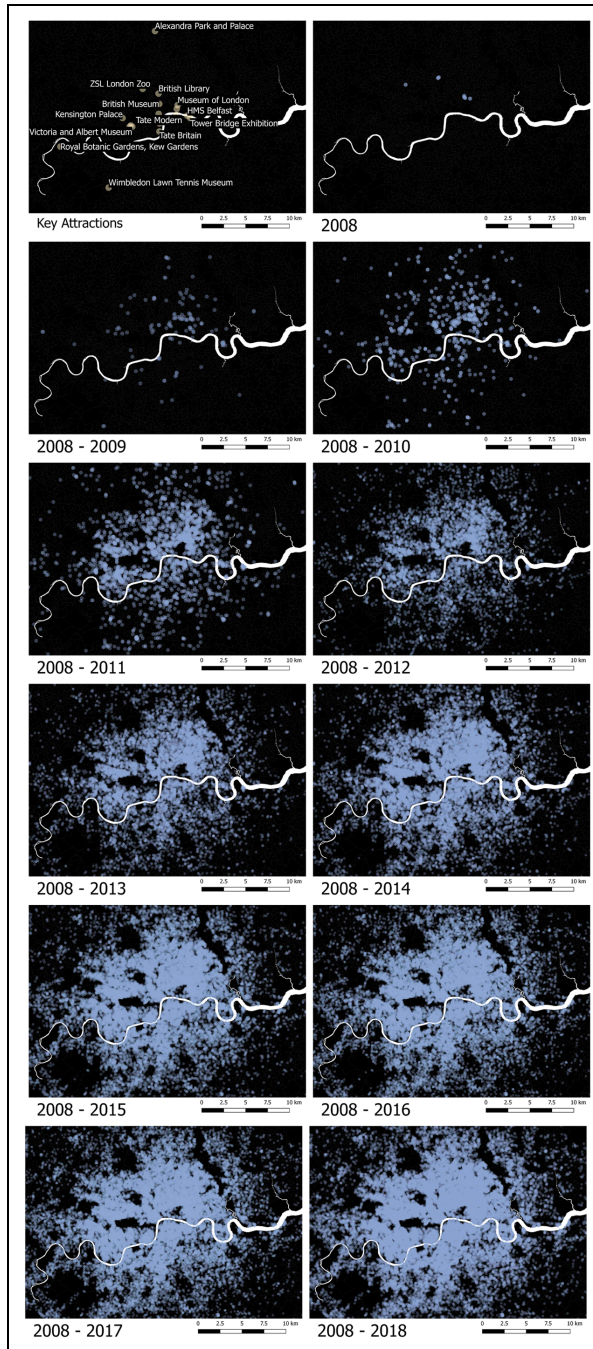 Alexandra Park and Palace
ZSL London Zoo
British Library
British Museum
Museum of London
Kensington Palace
HMS Belfast
Tate Modern
Tower Bridge Exhibition
Victoria and Albert Museum
Tate Britain
Royal Botanic Gardens, Kew Gardens
Wimbledon Lawn Tennis Museum
0 2.5 5 7.5 10 km
Key Attractions
0 2.5 5 7.5 10 km
2008
0 2.5 5 7.5 10 km
2008 - 2009
0 2.5 5 7.5 10 km
2008 - 2010
0 2.5 5 7.5 10 km
2008 - 2011
0 2.5 5 7.5 10 km
2008 - 2012
0 2.5 5 7.5 10 km
2008 - 2013
0 2.5 5 7.5 10 km
2008 - 2014
0 2.5 5 7.5 10 km
2008 - 2015
0 2.5 5 7.5 10 km
2008 - 2016
0 2.5 5 7.5 10 km
2008 - 2017
0 2.5 5 7.5 10 km
2008 - 2018